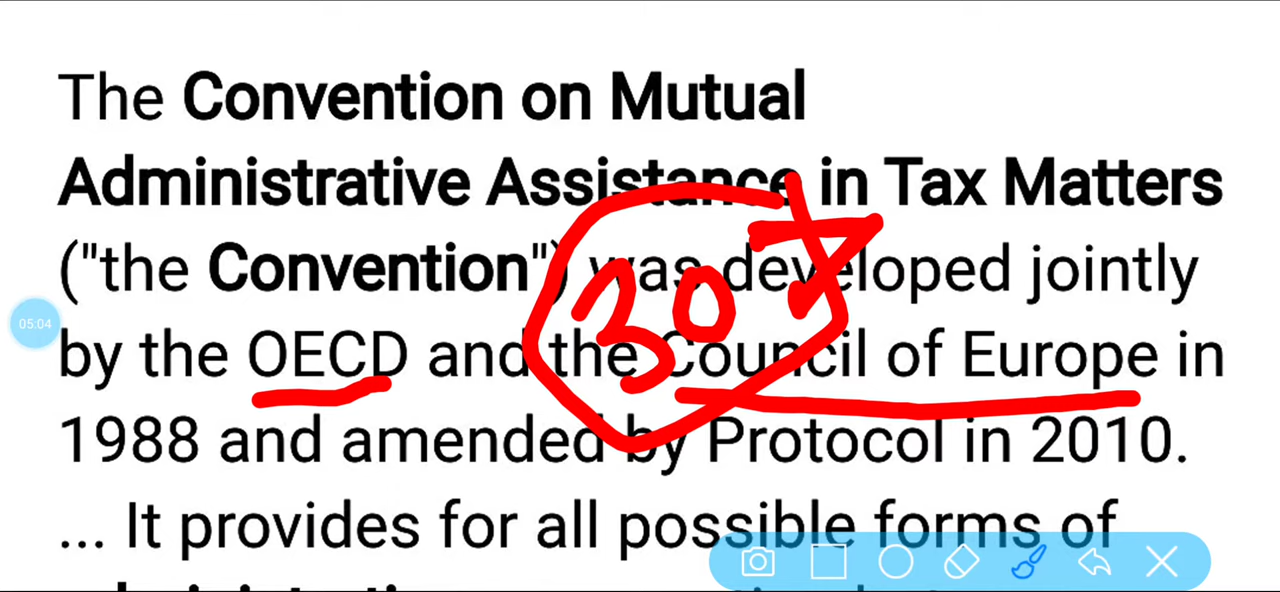 The Convention on Mutual
Administrative Assistance in Tax Matters
("the Convention") was developed jointly
by the OECD and the Council of Europe in
1988 and amended by Protocol in 2010.
... It provides for all possible forms of
30
05:04